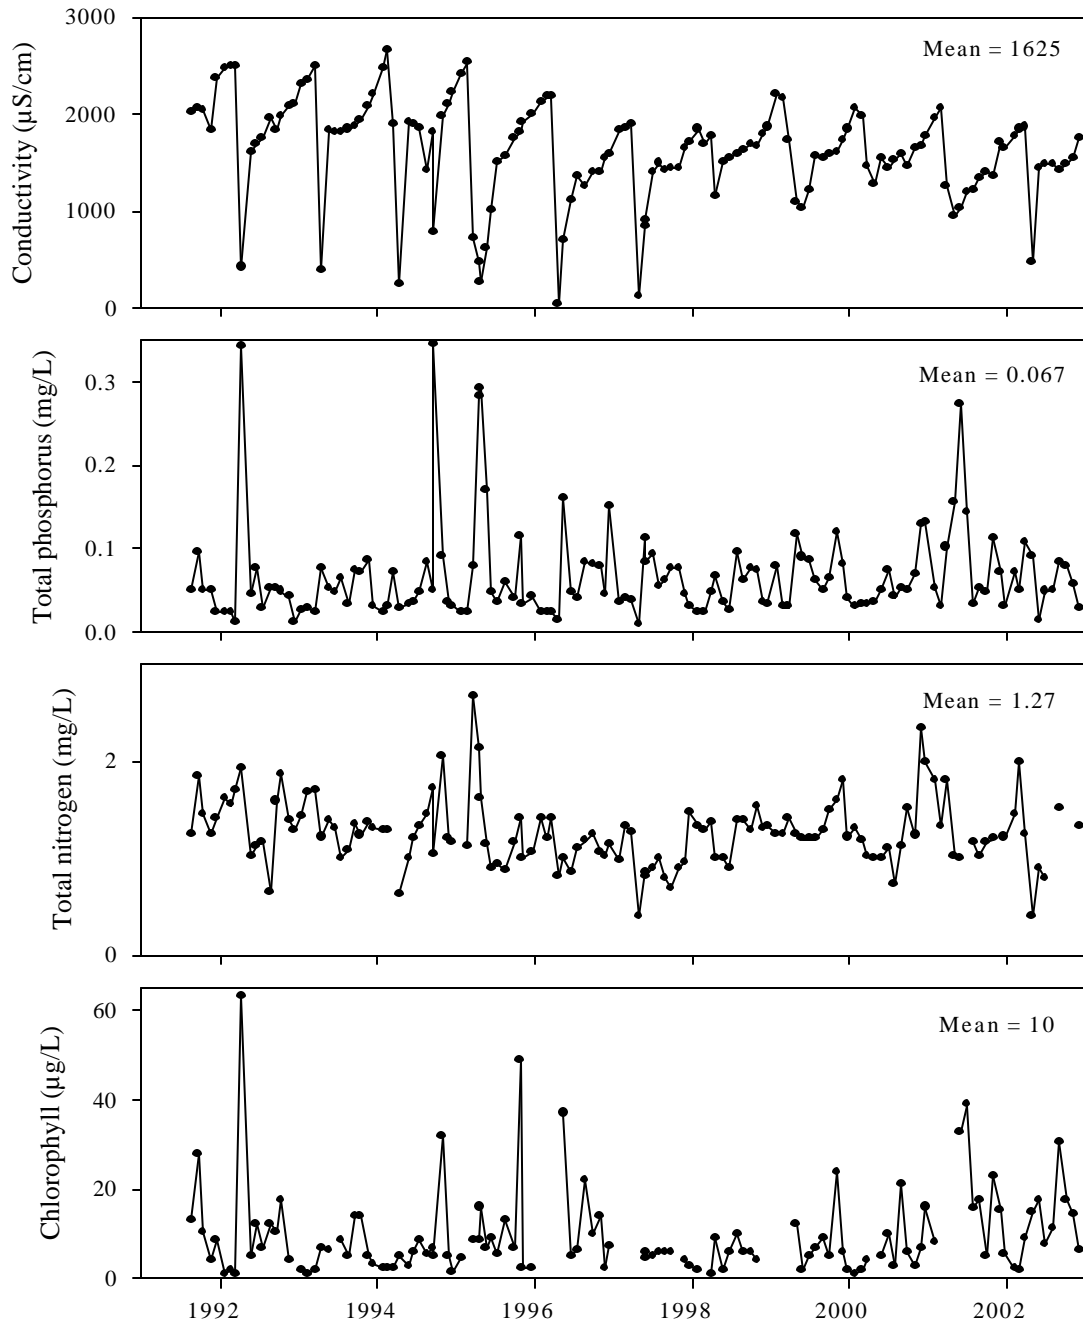 3000
Mean = 1625
2000
1000
0
Conductivity (µS/cm)
0.3
Mean = 0.067
0.2
0.1
0.0
Total phosphorus (mg/L)
Mean = 1.27
2
0
Total nitrogen (mg/L)
60
Mean = 10
40
20
0
Chlorophyll (µg/L)
1992 1994 1996 1998 2000 2002